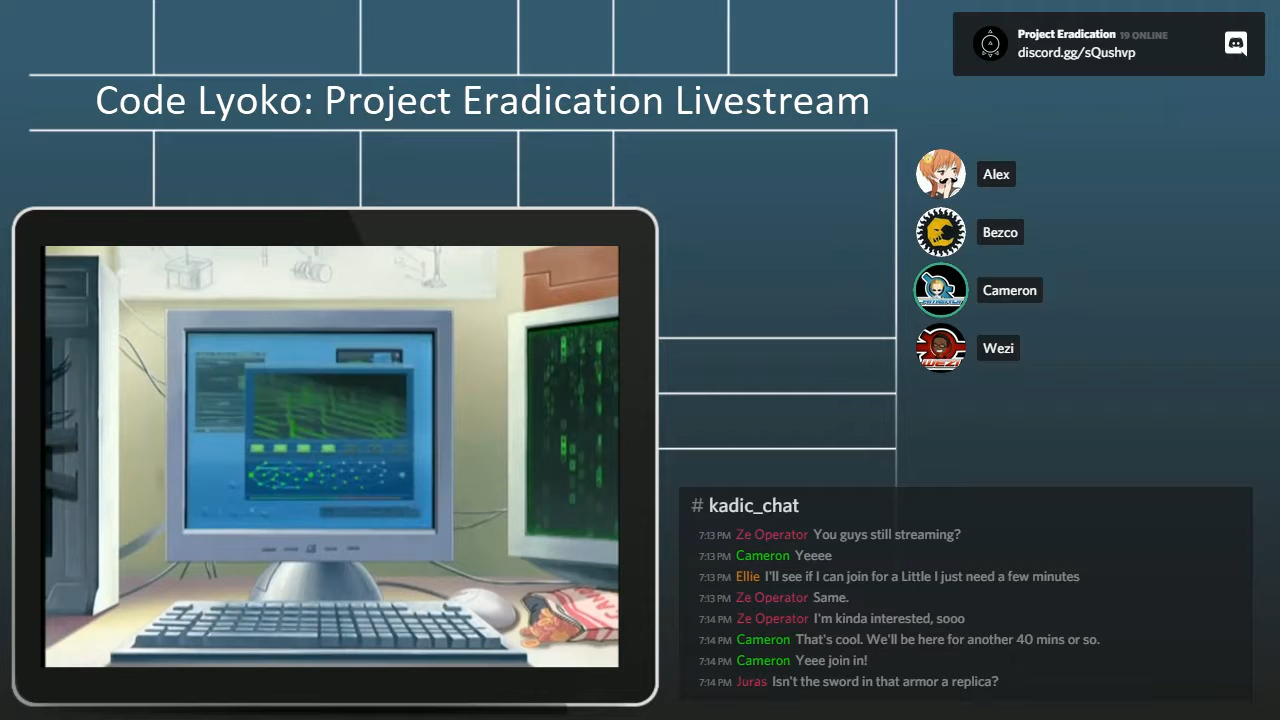 Project Eradication 19 ONLINE
discord.gg/sQushvp
Code Lyoko: Project Eradication Livestream
Alex
Bezco
Cameron
Wezi
WEZI
# kadic_chat
7:13 PM Ze Operator You guys still streaming?
7:13 PM Cameron Yeeee
7:13 PM Ellie I'll see if I can join for a Little I just need a few minutes
7:13 PM Ze Operator Same.
7:14 PM Ze Operator I'm kinda interested, sooo
7:14 PM Cameron That's cool. We'll be here for another 40 mins or so.
7:14 PM Cameron Yeee join in!
7:14 PM Juras Isn't the sword in that armor a replica?